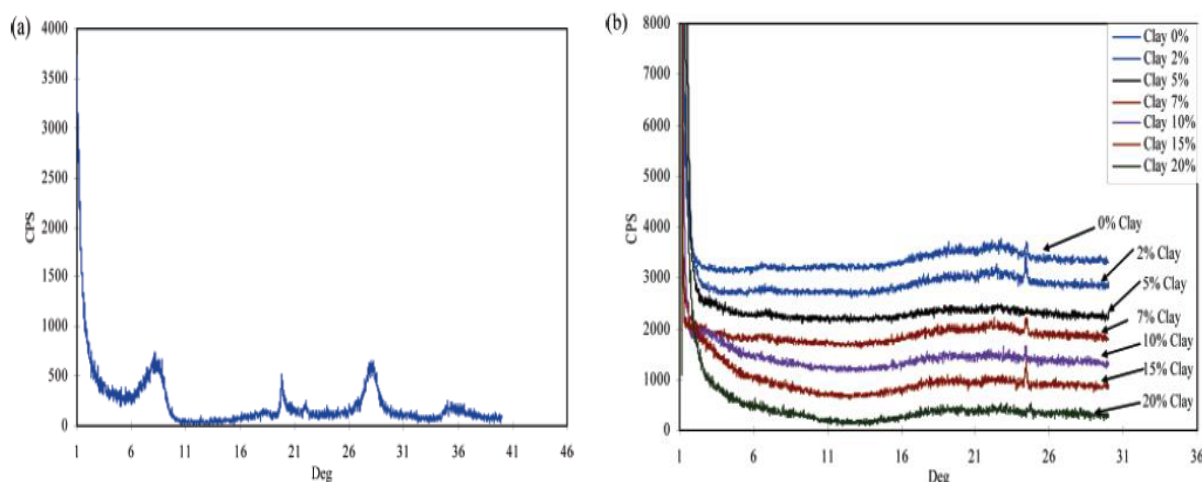 (a)
4000
3500
3000
2500
2000
1500
1000
500
0
CPS
1 6 11 16 21 26 31 36 41 46
Deg
(b)
8000
7000
6000
5000
4000
3000
2000
1000
0
CPS
Clay 0%
Clay 2%
Clay 5%
Clay 7%
Clay 10%
Clay 15%
Clay 20%
0% Clay
2% Clay
5% Clay
7% Clay
10% Clay
15% Clay
20% Clay
1 6 11 16 21 26 31 36
Deg